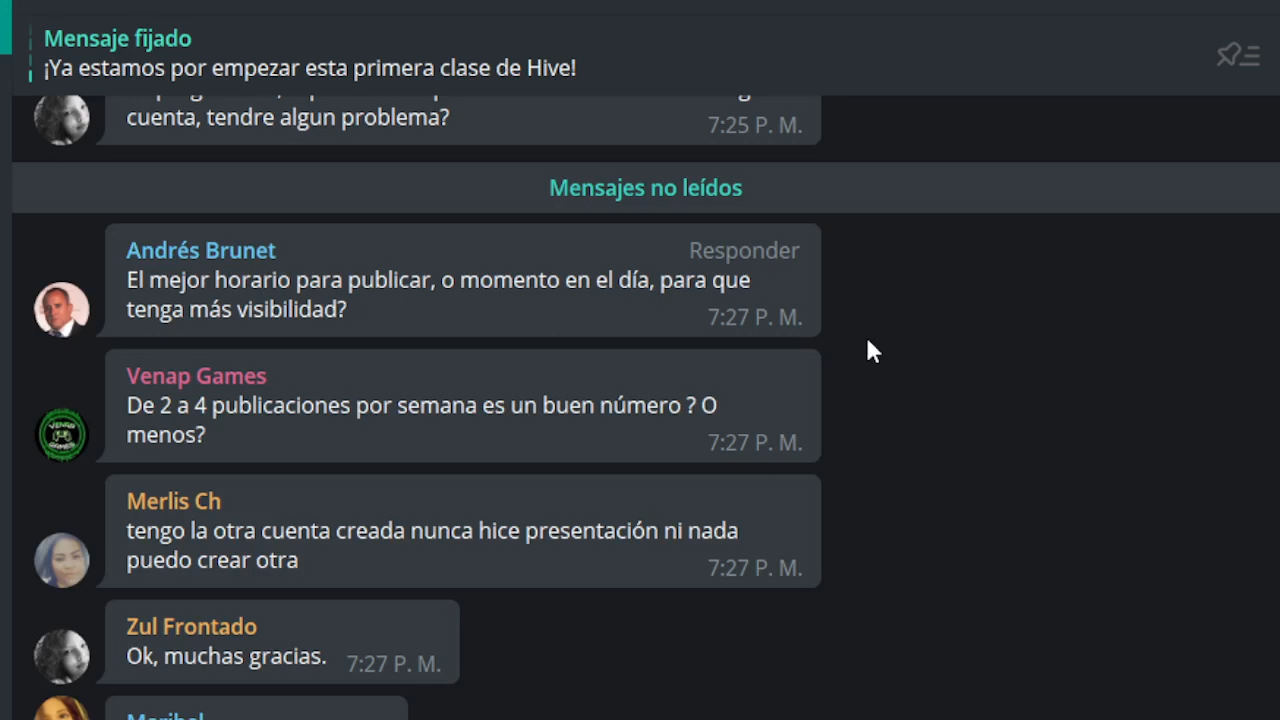 Mensaje fijado
¡Ya estamos por empezar esta primera clase de Hive!
cuenta, tendre algun problema?
7:25 P. M.
Mensajes no leídos
Andrés Brunet
Responder
El mejor horario para publicar, o momento en el día, para que
tenga más visibilidad?
7:27 P. M.
Venap Games
De 2 a 4 publicaciones por semana es un buen número ? O
menos?
7:27 P. M.
VENAP
GAMES
Merlis Ch
tengo la otra cuenta creada nunca hice presentación ni nada
puedo crear otra
7:27 P. M.
Zul Frontado
Ok, muchas gracias.
7:27 P. M.